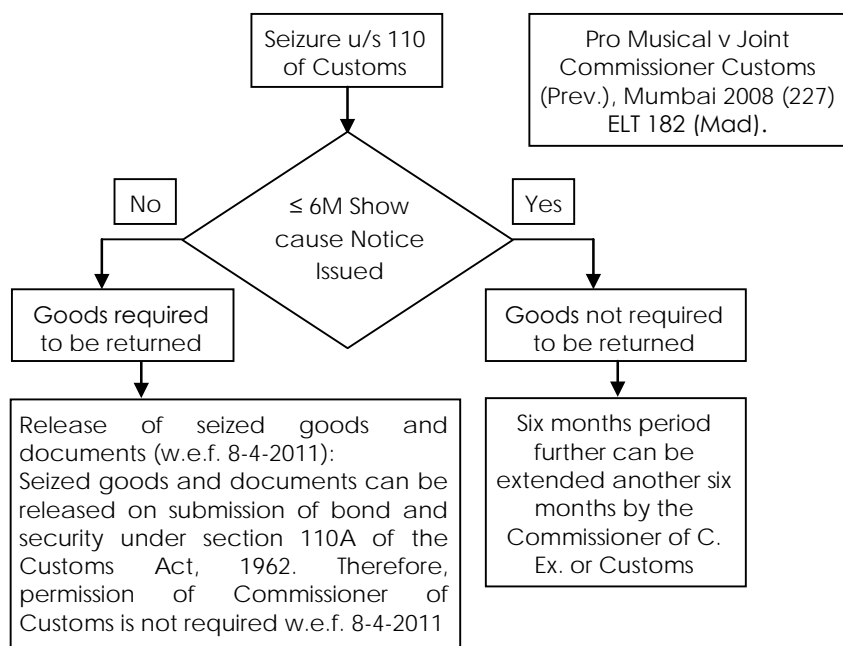 Seizure u/s 110
of Customs
Pro Musical v Joint
Commissioner Customs
(Prev.), Mumbai 2008 (227)
ELT 182 (Mad).
No
≤ 6M Show
cause Notice
Issued
Yes
Goods required
to be returned
Goods not required
to be returned
Release of seized goods and
documents (w.e.f. 8-4-2011):
Seized goods and documents can be
released on submission of bond and
security under section 110A of the
Customs Act, 1962. Therefore,
permission of Commissioner of
Customs is not required w.e.f. 8-4-2011
Six months period
further can be
extended another six
months by the
Commissioner of C.
Ex. or Customs